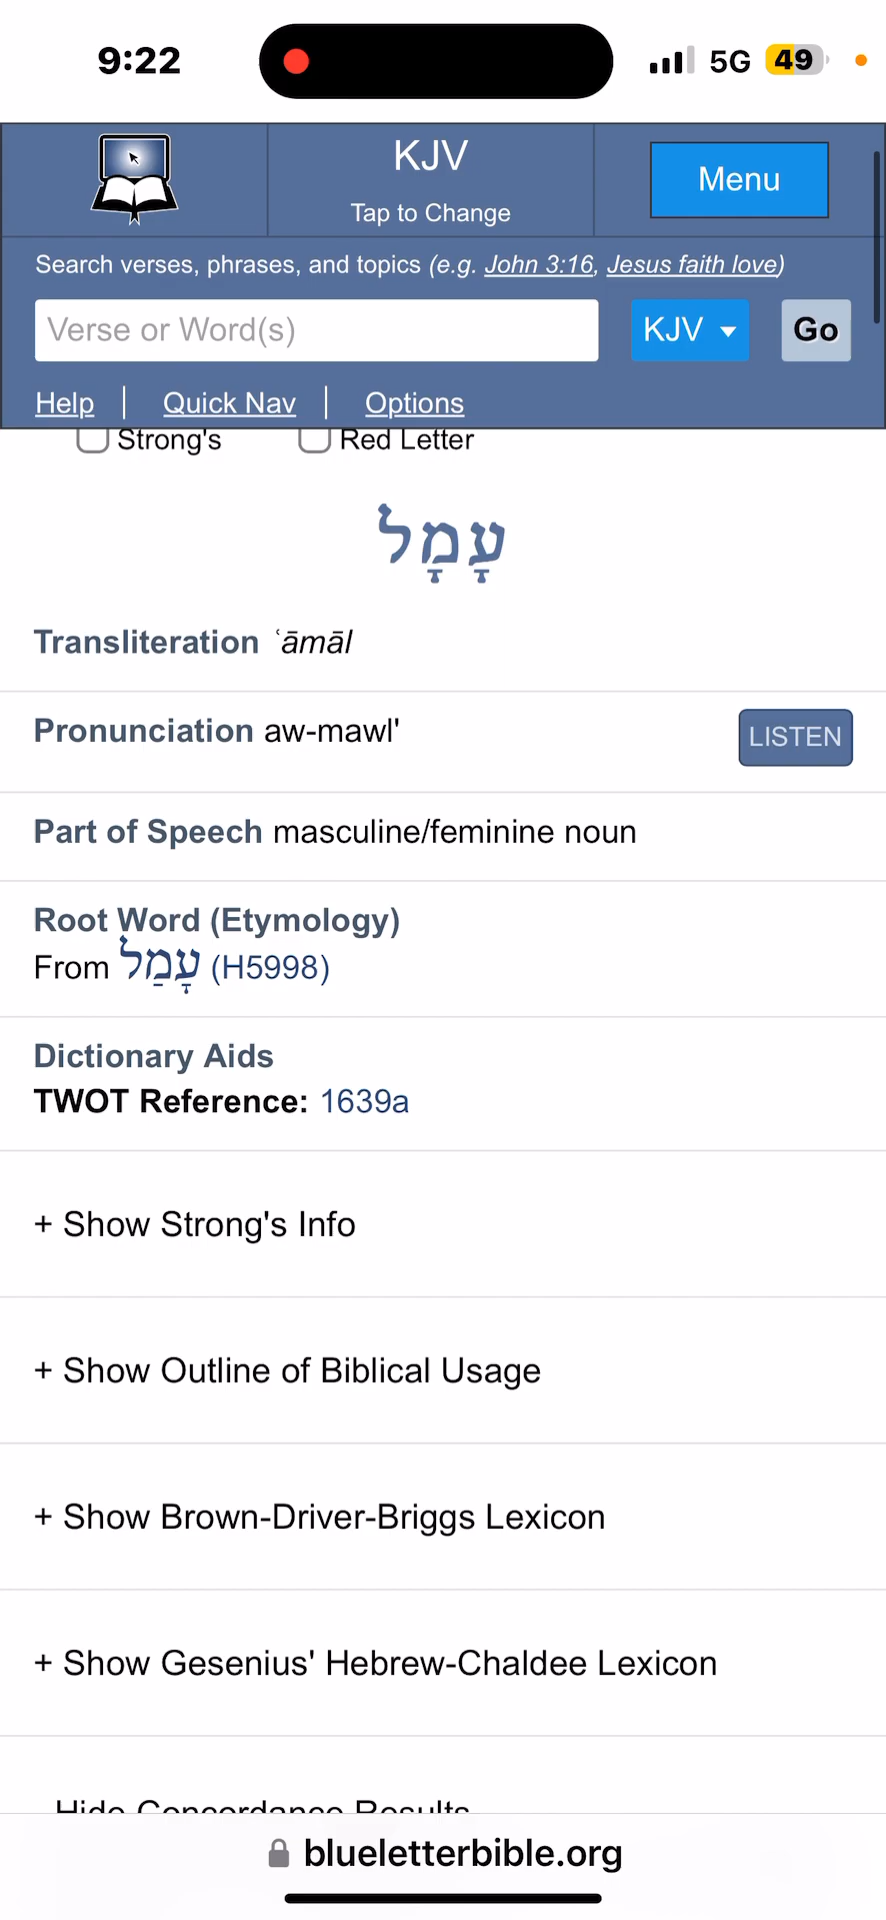 9:22 5G 49
KJV
Tap to Change
Menu
Search verses, phrases, and topics (e.g. John 3:16, Jesus faith love)
Verse or Word(s) KJV Go
Help | Quick Nav | Options
Strong's Red Letter
עָמָל
Transliteration ʿāmāl
Pronunciation aw-mawl' LISTEN
Part of Speech masculine/feminine noun
Root Word (Etymology)
From עָמַל (H5998)
Dictionary Aids
TWOT Reference: 1639a
+ Show Strong's Info
+ Show Outline of Biblical Usage
+ Show Brown-Driver-Briggs Lexicon
+ Show Gesenius' Hebrew-Chaldee Lexicon
Hide Concordance Results
blueletterbible.org